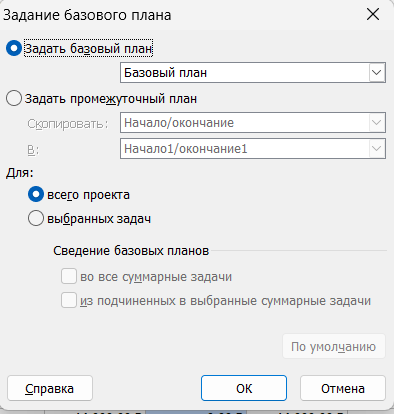 Задание базового плана
Задать базовый план
Базовый план
Задать промежуточный план
Скопировать: Начало/окончание
В: Начало1/окончание1
Для:
всего проекта
выбранных задач
Сведение базовых планов
во все суммарные задачи
из подчиненных в выбранные суммарные задачи
По умолчанию
Справка ОК Отмена